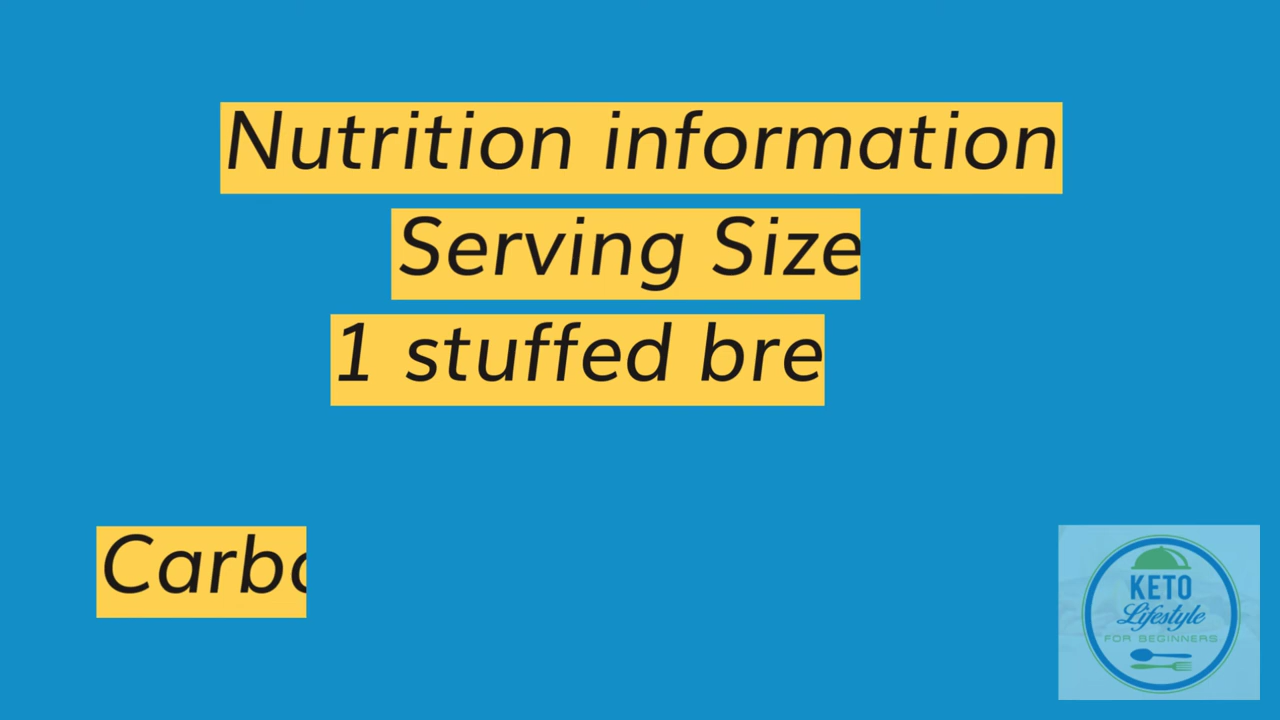 Nutrition information
Serving Size
1 stuffed bre
Carbo
KETO
Lifestyle
FOR BEGINNERS